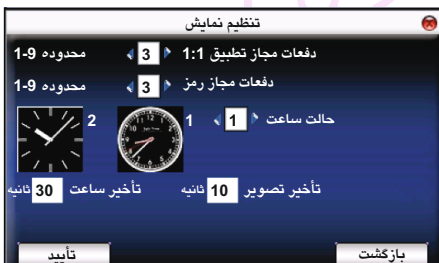 تنظیم نمایش
دفعات مجاز تطبیق 1:1 3 محدوده 9-1
دفعات مجاز رمز 3 محدوده 9-1
حالت ساعت 1 1 2
تأخیر تصویر 10 ثانیه تأخیر ساعت 30 ثانیه
بازگشت تأیید